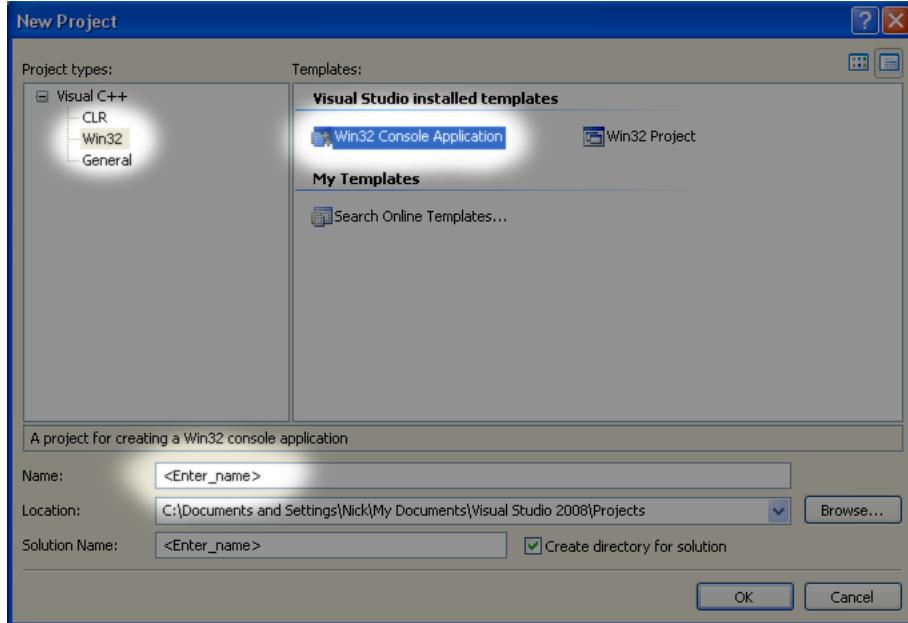 New Project
Project types:
Templates:
Visual C++
CLR
Win32
General
Visual Studio installed templates
Win32 Console Application
Win32 Project
My Templates
Search Online Templates...
A project for creating a Win32 console application
Name:
<Enter_name>
Location:
C:\Documents and Settings\Nick\My Documents\Visual Studio 2008\Projects
Browse...
Solution Name:
<Enter_name>
Create directory for solution
OK
Cancel